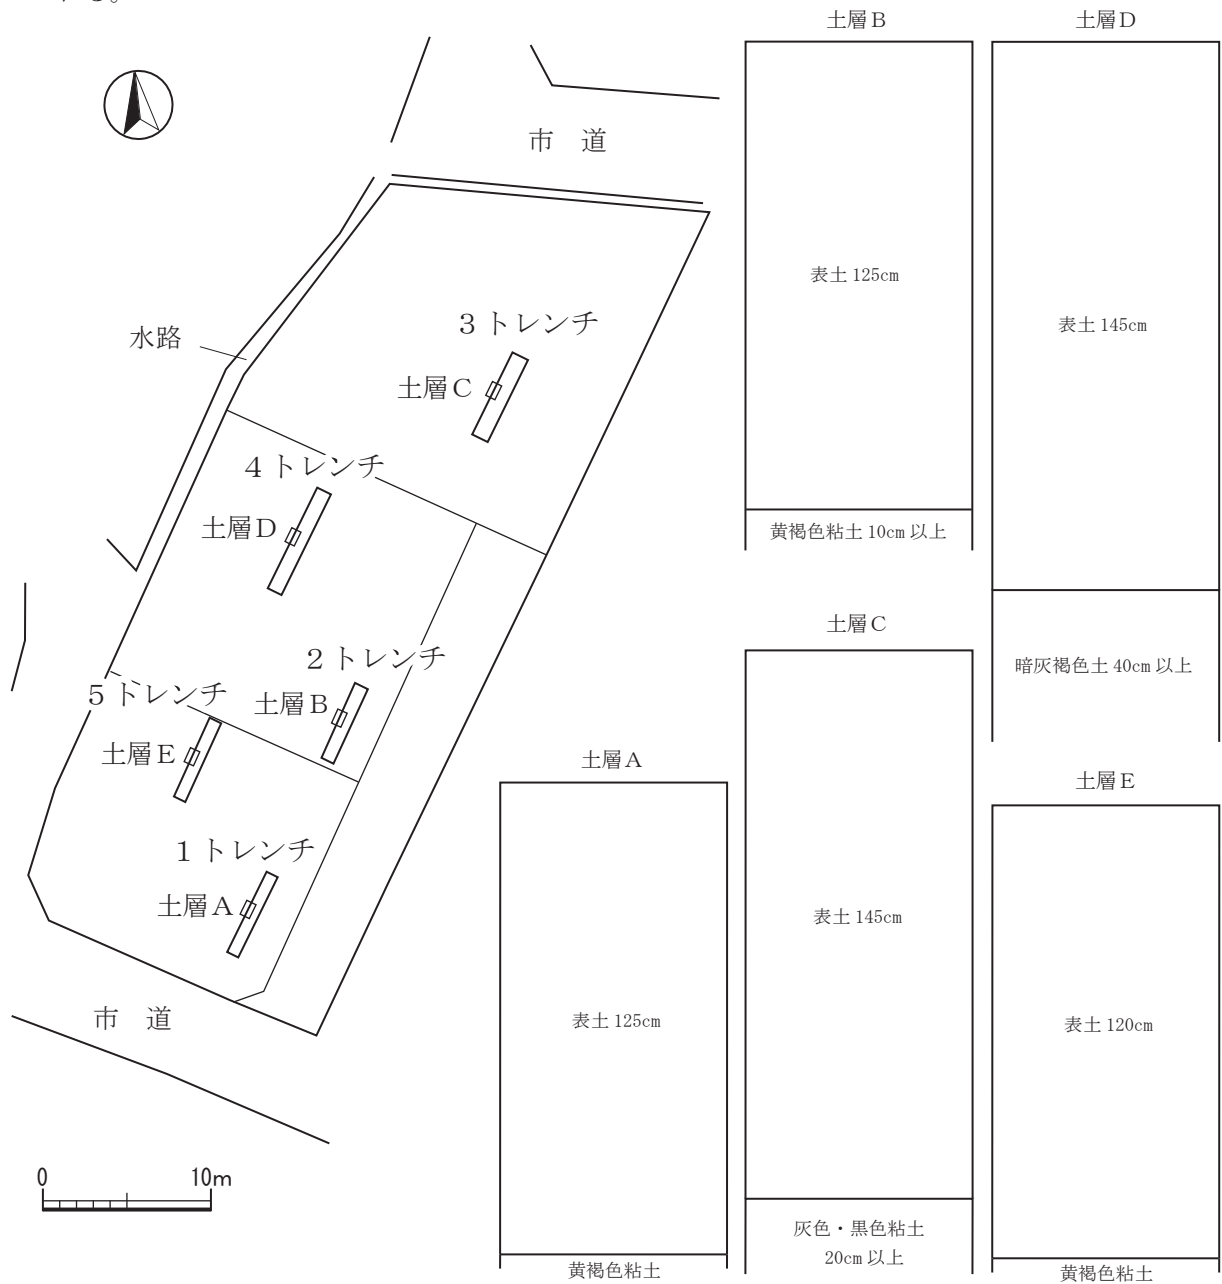 する。
市　道
水路
３トレンチ
土層Ｃ
４トレンチ
土層Ｄ
２トレンチ
土層Ｂ
５トレンチ
土層Ｅ
１トレンチ
土層Ａ
市　道
0　10m
土層Ｂ
表土 125cm
黄褐色粘土 10cm 以上
土層Ｄ
表土 145cm
暗灰褐色土 40cm 以上
土層Ａ
表土 125cm
黄褐色粘土
土層Ｃ
表土 145cm
灰色・黒色粘土
20cm 以上
土層Ｅ
表土 120cm
黄褐色粘土